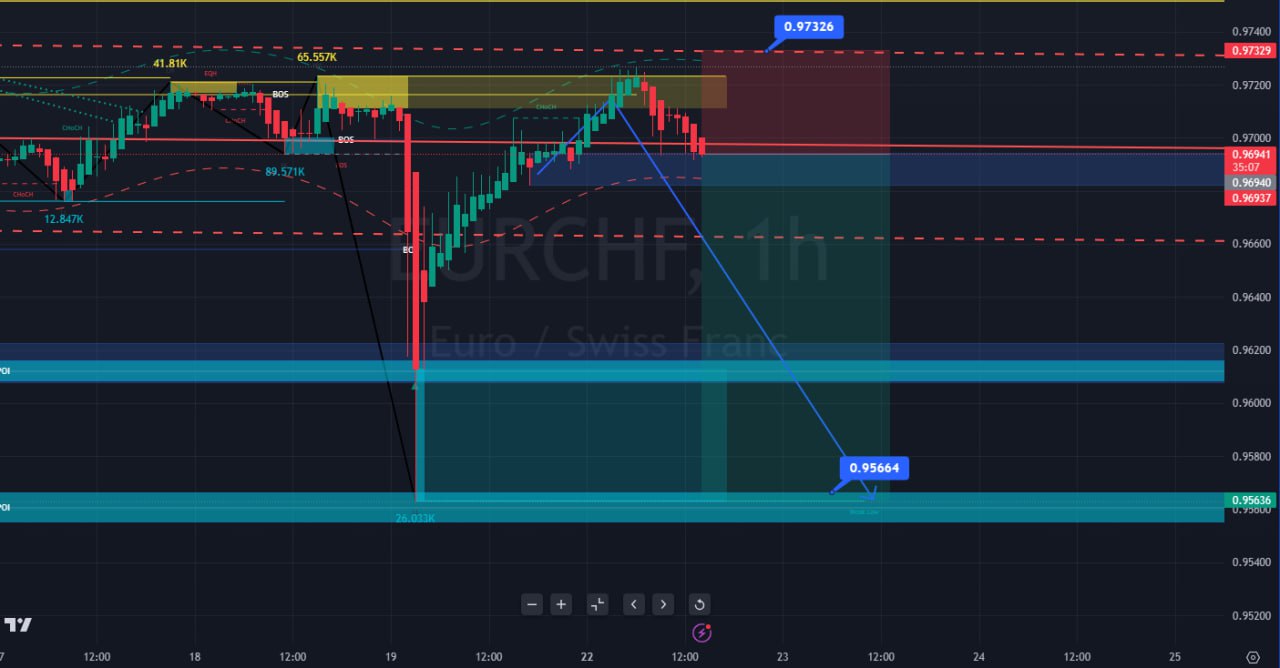 0.97326
0.97400
0.97329
41.81K
65.557K
EQH
0.97200
BOS
CHoCH
CHoCH
CHoCH
BOS
0.97000
0.96941
35:07
89.571K
0.96940
CHoCH
0.96937
12.847K
EURCHF, 1h
0.96600
0.96400
Euro / Swiss Franc
0.96200
POI
0.96000
0.95800
0.95664
0.95636
POI
0.95600
26.033K
0.95400
0.95200
12:00
18
12:00
19
12:00
22
12:00
23
12:00
24
12:00
25